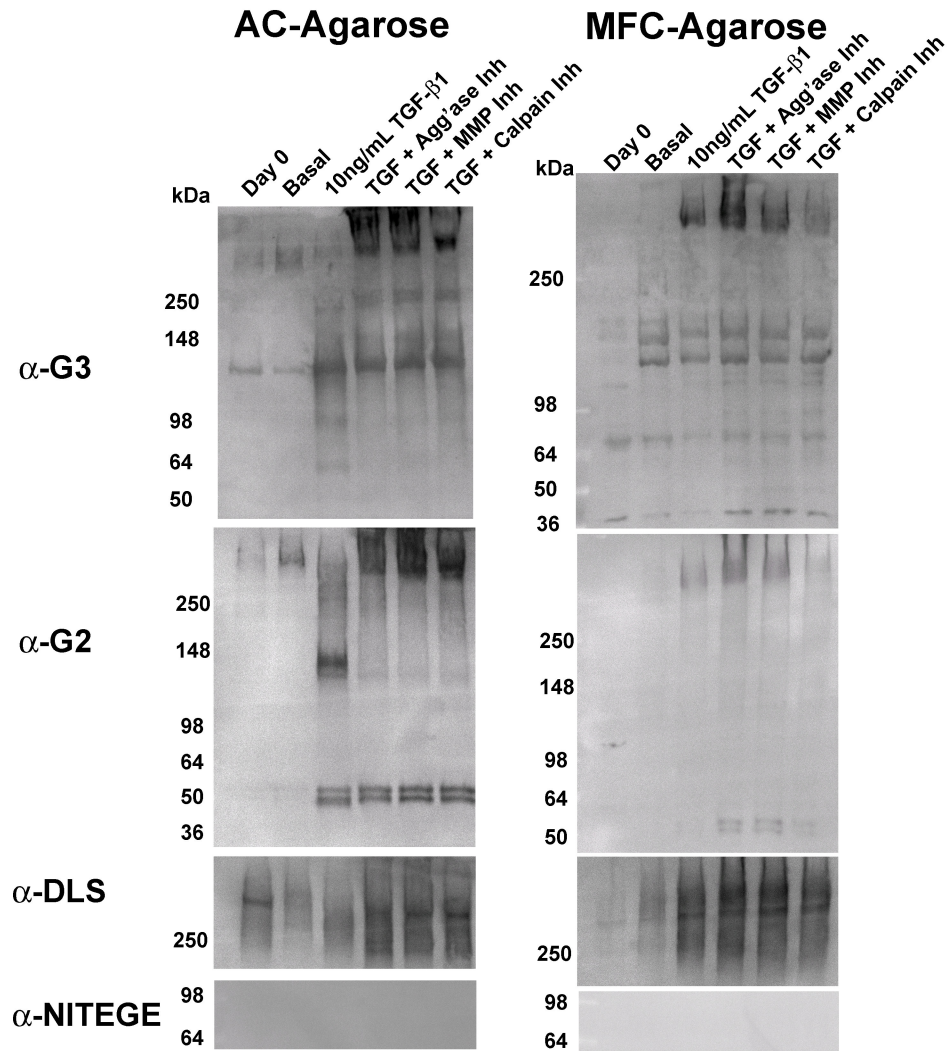 AC-Agarose
MFC-Agarose
Day 0
Basal
10ng/mL TGF-β1
TGF + Agg'ase Inh
TGF + MMP Inh
TGF + Calpain Inh
Day 0
Basal
10ng/mL TGF-β1
TGF + Agg'ase Inh
TGF + MMP Inh
TGF + Calpain Inh
kDa
kDa
α-G3
250
148
98
64
50
250
98
64
50
36
α-G2
250
148
98
64
50
36
250
148
98
64
50
α-DLS
250
250
α-NITEGE
98
64
98
64